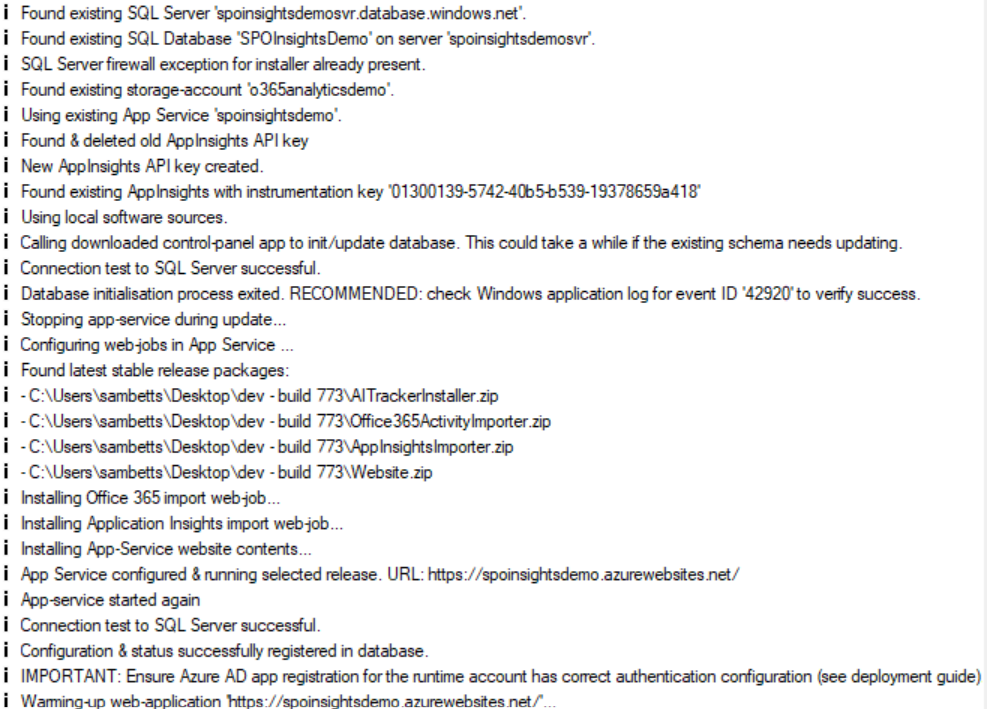 i Found existing SQL Server 'spoinsightsdemosvr.database.windows.net'.
i Found existing SQL Database 'SPOInsightsDemo' on server 'spoinsightsdemosvr'.
i SQL Server firewall exception for installer already present.
i Found existing storage-account 'o365analyticsdemo'.
i Using existing App Service 'spoinsightsdemo'.
i Found & deleted old AppInsights API key
i New AppInsights API key created.
i Found existing AppInsights with instrumentation key '01300139-5742-40b5-b539-19378659a418'
i Using local software sources.
i Calling downloaded control-panel app to init/update database. This could take a while if the existing schema needs updating.
i Connection test to SQL Server successful.
i Database initialisation process exited. RECOMMENDED: check Windows application log for event ID '42920' to verify success.
i Stopping app-service during update...
i Configuring web-jobs in App Service ...
i Found latest stable release packages:
i - C:\Users\sambetts\Desktop\dev - build 773\AITrackerInstaller.zip
i - C:\Users\sambetts\Desktop\dev - build 773\Office365ActivityImporter.zip
i - C:\Users\sambetts\Desktop\dev - build 773\AppInsightsImporter.zip
i - C:\Users\sambetts\Desktop\dev - build 773\Website.zip
i Installing Office 365 import web-job...
i Installing Application Insights import web-job...
i Installing App-Service website contents...
i App Service configured & running selected release. URL: https://spoinsightsdemo.azurewebsites.net/
i App-service started again
i Connection test to SQL Server successful.
i Configuration & status successfully registered in database.
i IMPORTANT: Ensure Azure AD app registration for the runtime account has correct authentication configuration (see deployment guide)
i Warming-up web-application 'https://spoinsightsdemo.azurewebsites.net/'...